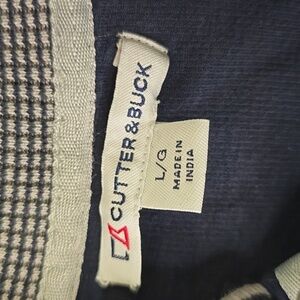 CUTTER & BUCK
L/G
MADE IN
INDIA